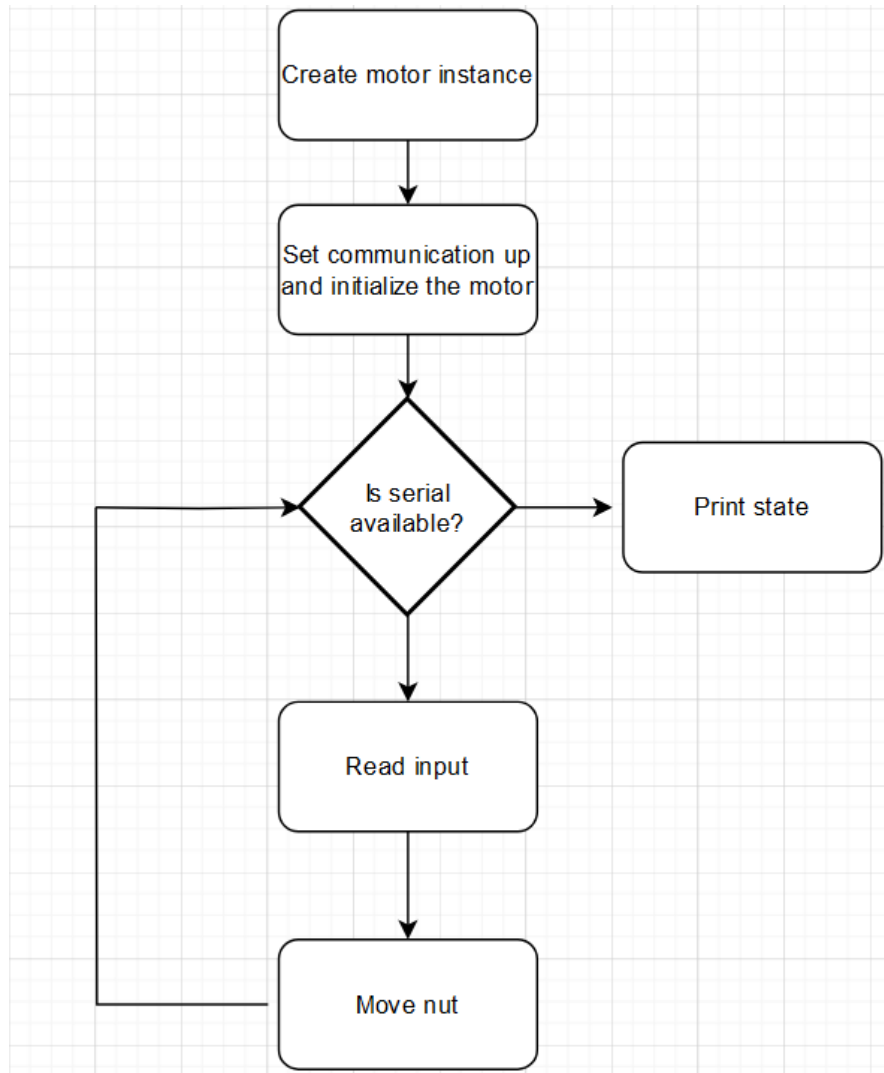 Create motor instance
Set communication up
and initialize the motor
Is serial
available?
Print state
Read input
Move nut